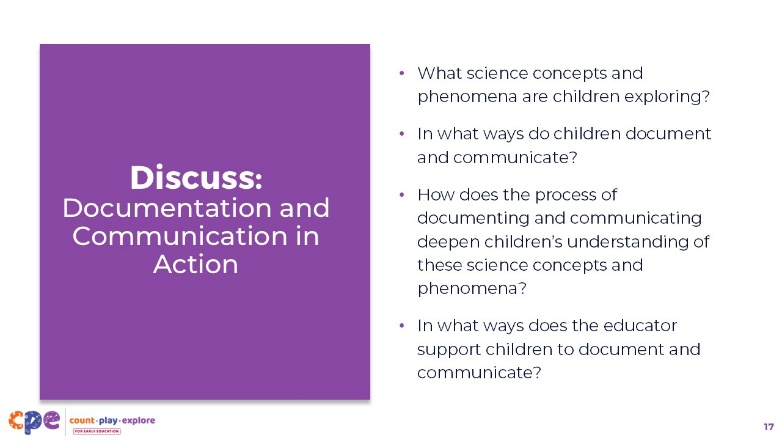 Discuss:
Documentation and
Communication in
Action
• What science concepts and
phenomena are children exploring?
• In what ways do children document
and communicate?
• How does the process of
documenting and communicating
deepen children's understanding of
these science concepts and
phenomena?
• In what ways does the educator
support children to document and
communicate?
cpe
count·play·explore
FOR EARLY EDUCATION
17